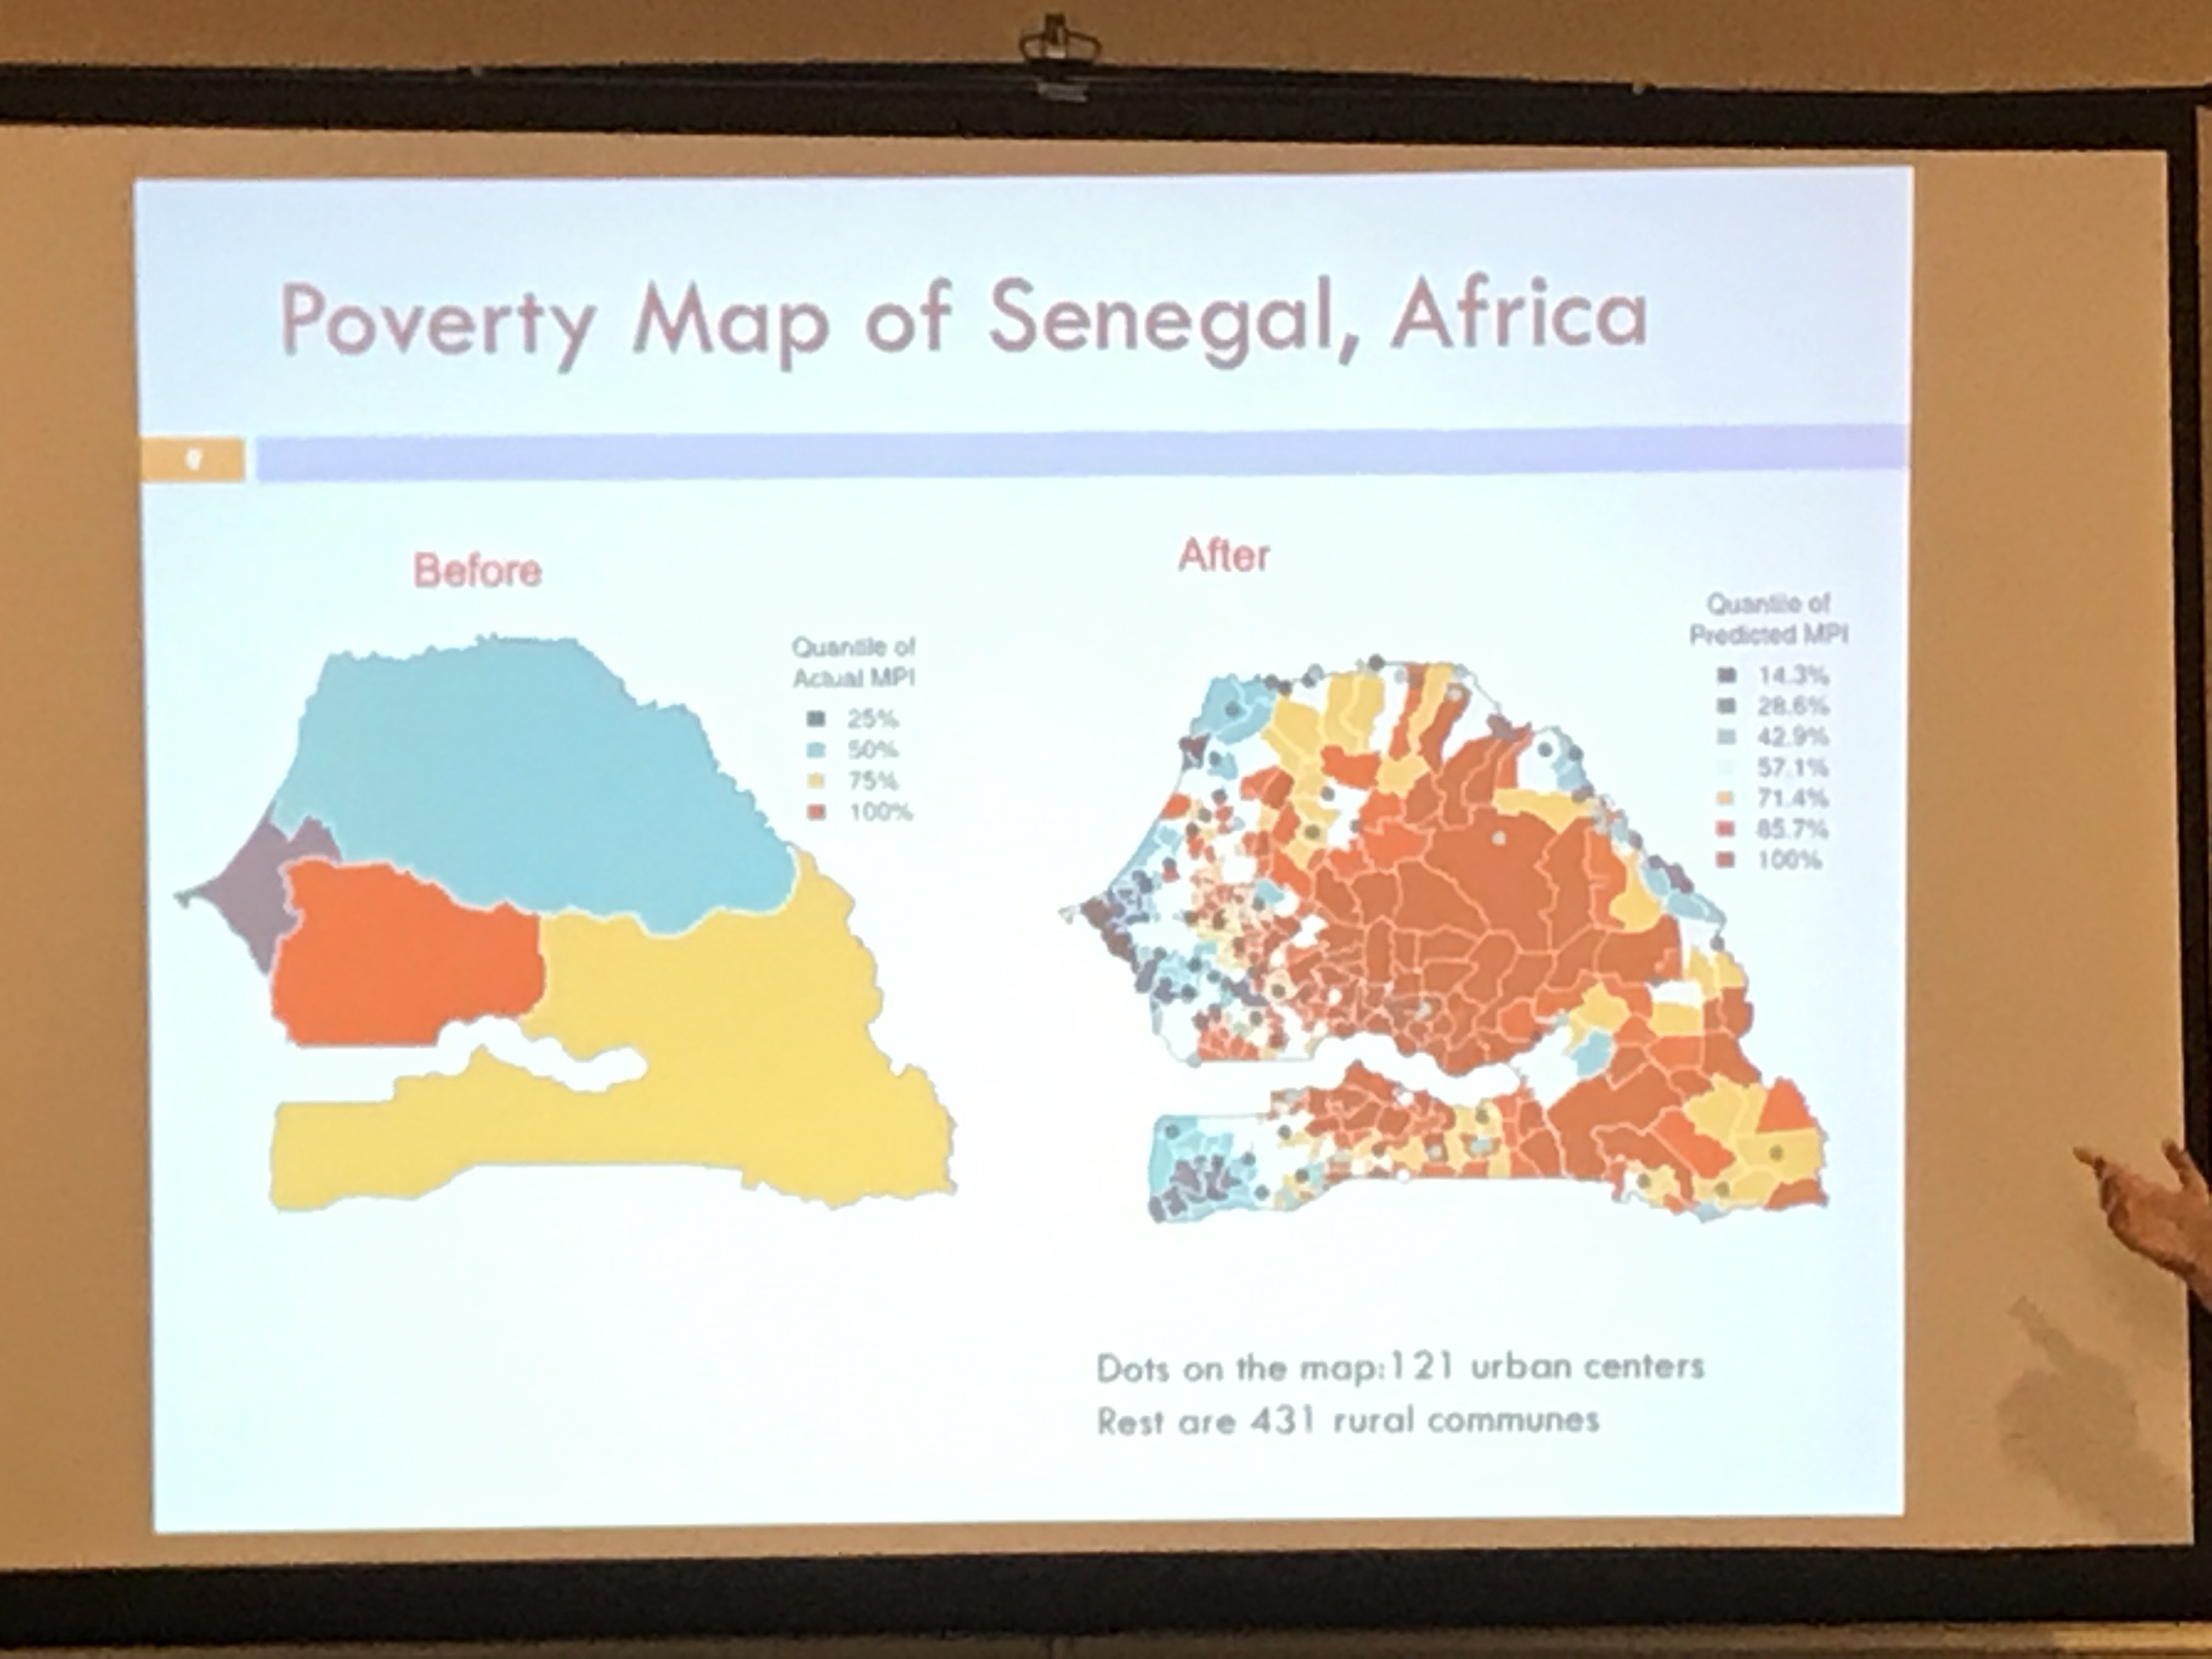 Poverty Map of Senegal, Africa
Before
Quantile of
Actual MPI
25%
50%
75%
100%
After
Quantile of
Predicted MPI
14.3%
28.6%
42.9%
57.1%
71.4%
85.7%
100%
Dots on the map:121 urban centers
Rest are 431 rural communes